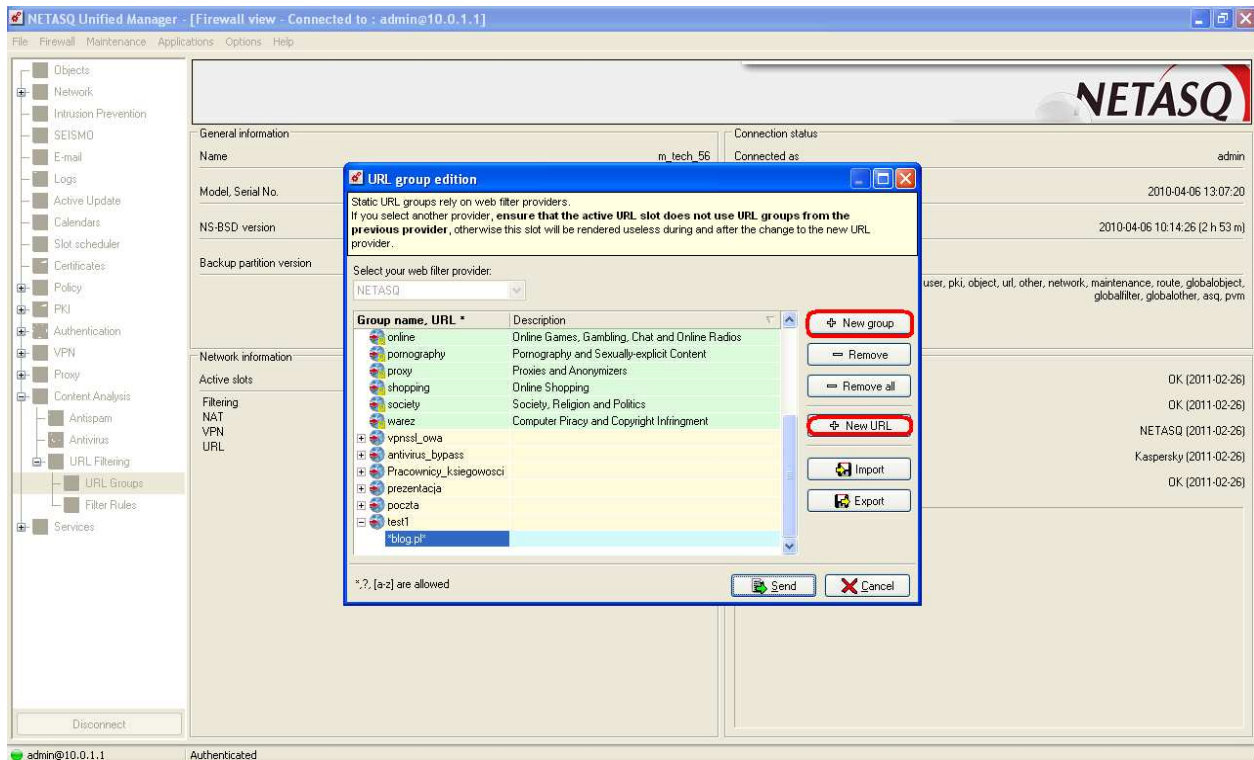 NETASQ Unified Manager - [Firewall view - Connected to : admin@10.0.1.1]
File Firewall Maintenance Applications Options Help
Objects
Network
Intrusion Prevention
SEISMO
E-mail
Logs
Active Update
Calendars
Slot scheduler
Certificates
Policy
PKI
Authentication
VPN
Proxy
Content Analysis
Antispam
Antivirus
URL Filtering
URL Groups
Filter Rules
Services
Disconnect
NETASQ
General information
Name m_tech_56
Model, Serial No.
NS-BSD version
Backup partition version
Network information
Active slots
Filtering
NAT
VPN
URL
Connection status
Connected as admin
2010-04-06 13:07:20
2010-04-06 10:14:26 (2 h 53 m)
user, pki, object, url, other, network, maintenance, route, globalobject,
globalfilter, globalother, asq, pvm
OK (2011-02-26)
OK (2011-02-26)
NETASQ (2011-02-26)
Kaspersky (2011-02-26)
OK (2011-02-26)
URL group edition
Static URL groups rely on web filter providers.
If you select another provider, ensure that the active URL slot does not use URL groups from the
previous provider, otherwise this slot will be rendered useless during and after the change to the new URL
provider.
Select your web filter provider:
NETASQ
Group name, URL * Description
online Online Games, Gambling, Chat and Online Radios
pornography Pornography and Sexually-explicit Content
proxy Proxies and Anonymizers
shopping Online Shopping
society Society, Religion and Politics
warez Computer Piracy and Copyright Infringment
vpnssl_owa
antivirus_bypass
Pracownicy_ksiegowosci
prezentacja
poczta
test1
*blog.pl*
New group
Remove
Remove all
New URL
Import
Export
*,?, [a-z] are allowed
Send
Cancel
admin@10.0.1.1 Authenticated